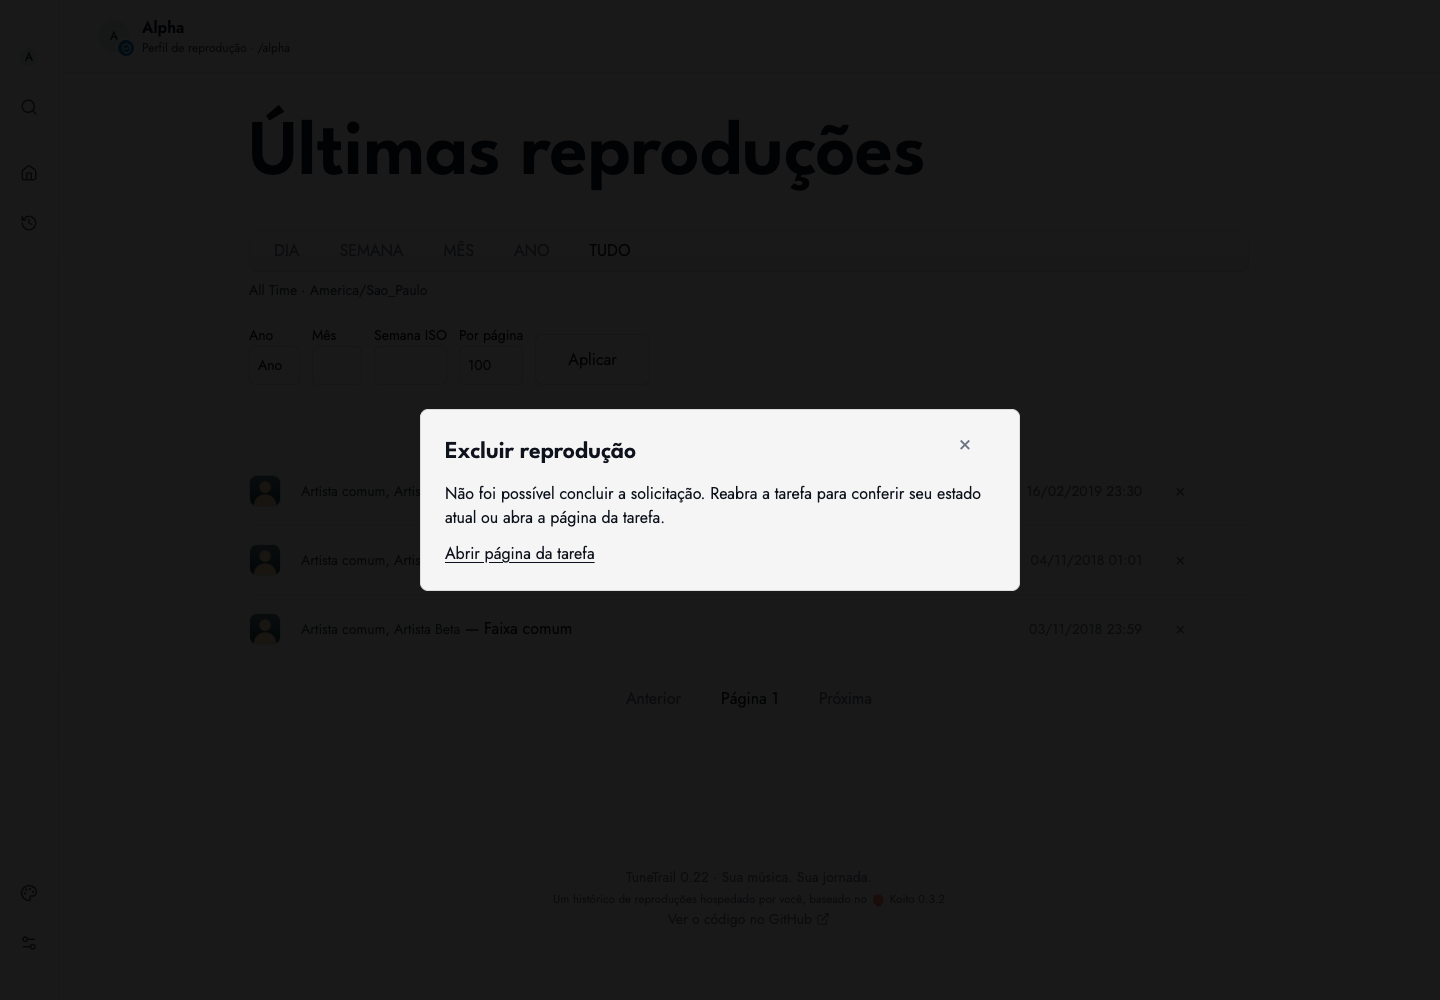 A
Alpha
Perfil de reprodução · /alpha
A
Últimas reproduções
DIA SEMANA MÊS ANO TUDO
All Time · America/Sao_Paulo
Ano Mês Semana ISO Por página
Ano 100 Aplicar
Excluir reprodução
Não foi possível concluir a solicitação. Reabra a tarefa para conferir seu estado
atual ou abra a página da tarefa.
Abrir página da tarefa
Artista comum, 16/02/2019 23:30
Artista comum, 04/11/2018 01:01
Artista comum, Artista Beta — Faixa comum 03/11/2018 23:59
Anterior Página 1 Próxima
TuneTrail 0.22 · Sua música. Sua jornada.
Um histórico de reproduções hospedado por você, baseado no Koito 0.3.2
Ver o código no GitHub